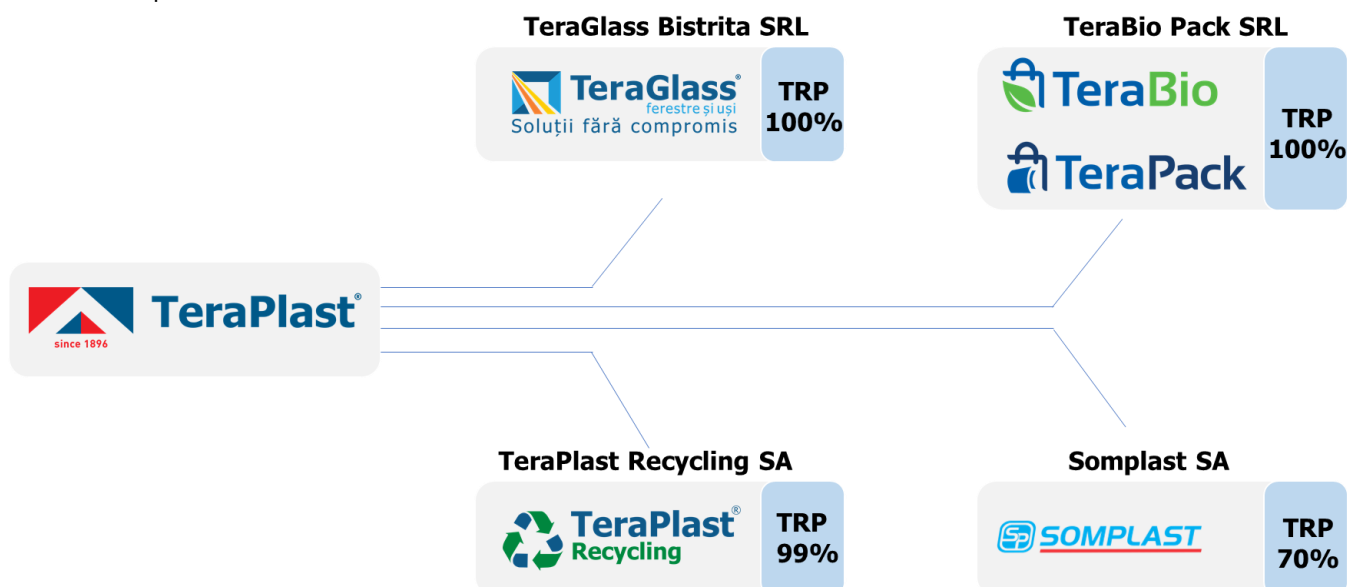 TeraGlass Bistrita SRL
TeraGlass®
ferestre și uși
Soluții fără compromis
TRP
100%
TeraBio Pack SRL
TeraBio
TeraPack
TRP
100%
TeraPlast®
since 1896
TeraPlast Recycling SA
TeraPlast®
Recycling
TRP
99%
Somplast SA
SP SOMPLAST
TRP
70%